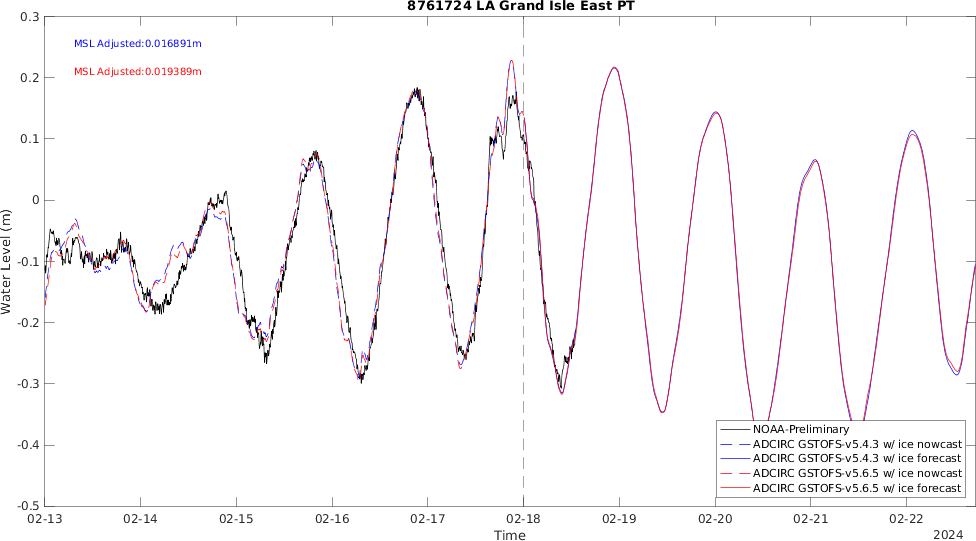 8761724 LA Grand Isle East PT
MSL Adjusted:0.016891m
MSL Adjusted:0.019389m
0.3
0.2
0.1
0
-0.1
-0.2
-0.3
-0.4
-0.5
Water Level (m)
NOAA-Preliminary
ADCIRC GSTOFS-v5.4.3 w/ ice nowcast
ADCIRC GSTOFS-v5.4.3 w/ ice forecast
ADCIRC GSTOFS-v5.6.5 w/ ice nowcast
ADCIRC GSTOFS-v5.6.5 w/ ice forecast
02-13 02-14 02-15 02-16 02-17 02-18 02-19 02-20 02-21 02-22
Time
2024